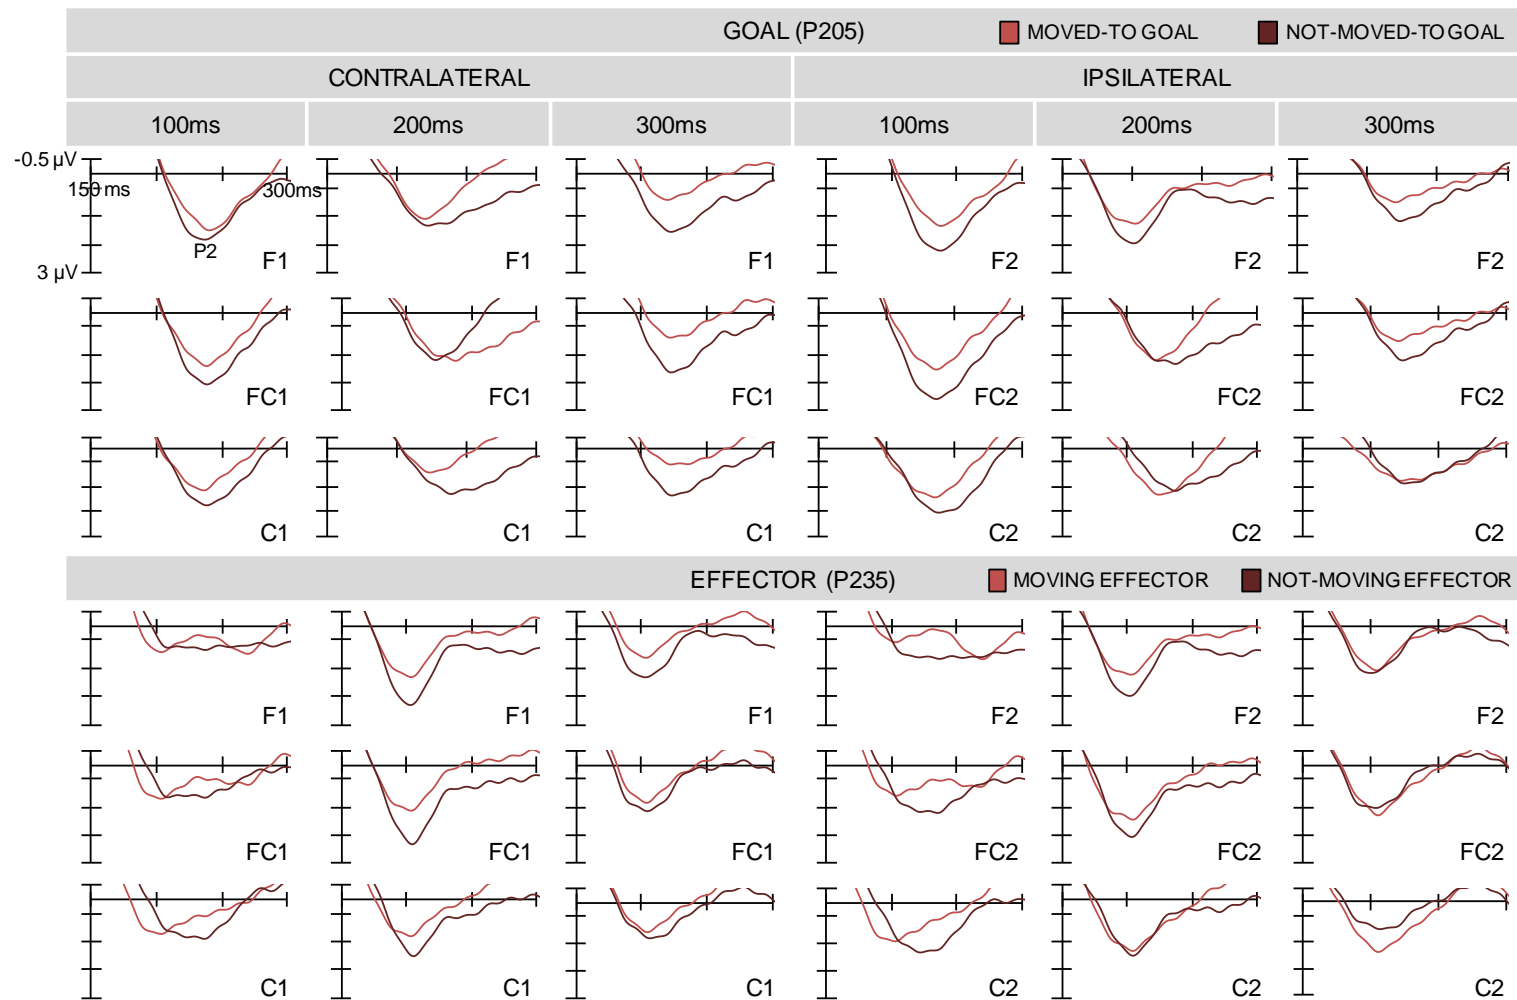 GOAL (P205) MOVED-TO GOAL NOT-MOVED-TO GOAL
CONTRALATERAL IPSILATERAL
100ms 200ms 300ms 100ms 200ms 300ms
-0.5 µV
150 ms 300ms
P2
3 µV
F1 F1 F1 F2 F2 F2
FC1 FC1 FC1 FC2 FC2 FC2
C1 C1 C1 C2 C2 C2
EFFECTOR (P235) MOVING EFFECTOR NOT-MOVING EFFECTOR
F1 F1 F1 F2 F2 F2
FC1 FC1 FC1 FC2 FC2 FC2
C1 C1 C1 C2 C2 C2